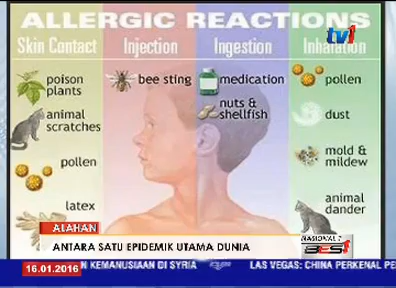 ALLERGIC REACTIONS
tv1
Skin Contact
Injection
Ingestion
Inhalation
poison
plants
animal
scratches
pollen
latex
bee sting
medication
nuts &
shellfish
pollen
dust
mold &
mildew
animal
dander
ALAHAN
ANTARA SATU EPIDEMIK UTAMA DUNIA
NASIONAL
16.01.2016
KEMANUSIAAN DI SYRIA
LAS VEGAS: CHINA PERKENAL